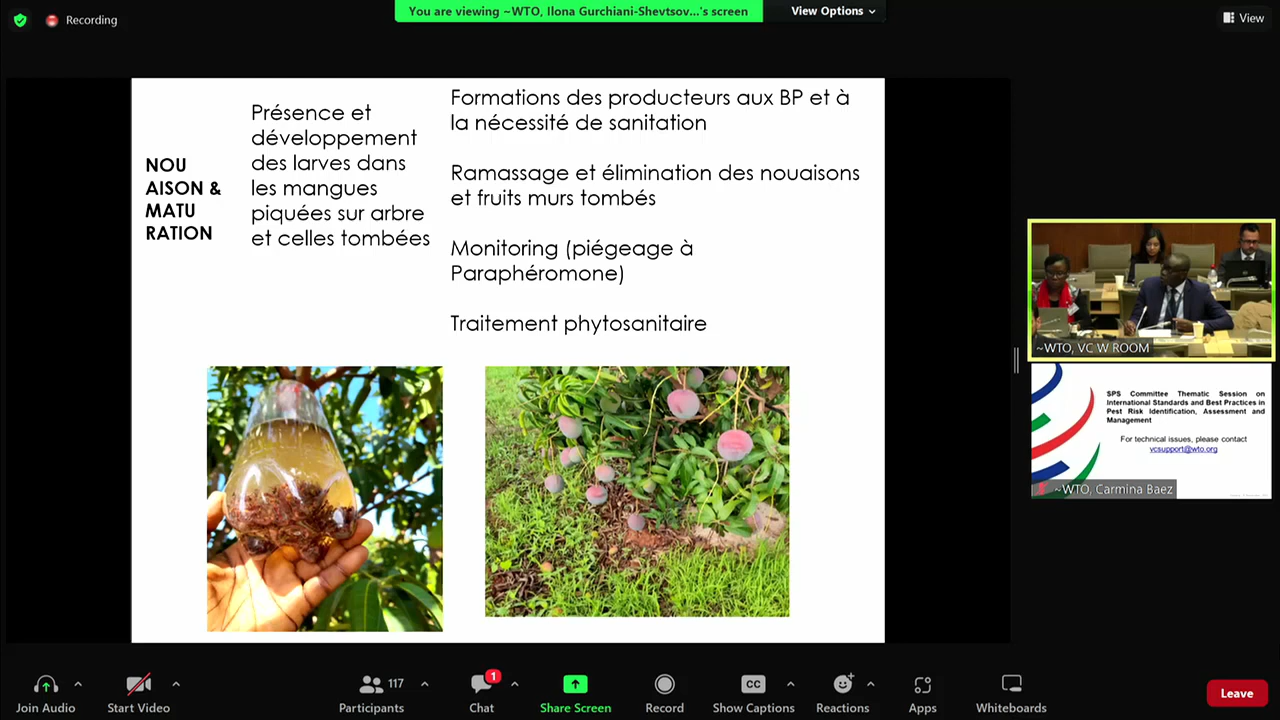 Recording
You are viewing ~WTO, Ilona Gurchiani-Shevtsov...'s screen
View Options
View
NOU
AISON &
MATU
RATION
Présence et
développement
des larves dans
les mangues
piquées sur arbre
et celles tombées
Formations des producteurs aux BP et à
la nécessité de sanitation
Ramassage et élimination des nouaisons
et fruits murs tombés
Monitoring (piégeage à
Paraphéromone)
Traitement phytosanitaire
~WTO, VC W ROOM
SPS Committee Thematic Session on
International Standards and Best Practices in
Pest Risk Identification, Assessment and
Management
For technical issues, please contact
vcsupport@wto.org
~WTO, Carmina Baez
Join Audio
Start Video
117
Participants
1
Chat
Share Screen
Record
CC
Show Captions
Reactions
Apps
Whiteboards
Leave